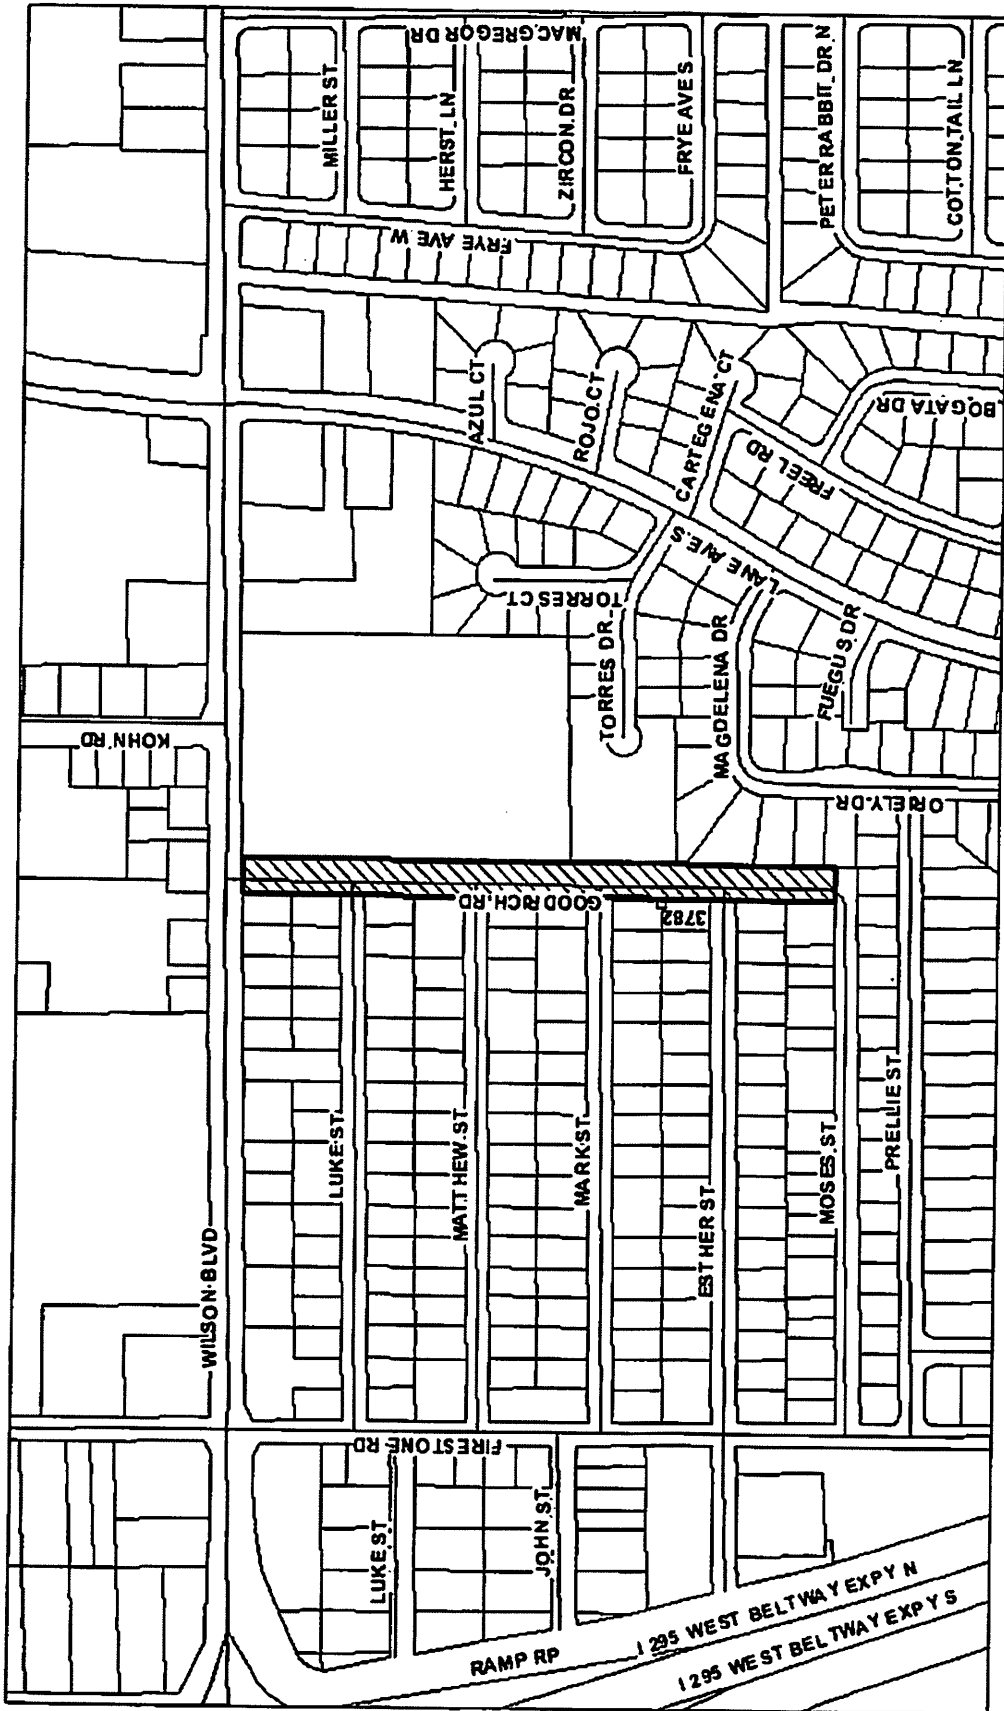 MAC GREGOR DR
MILLER ST
HERST LN
ZIRCON DR
FRYE AVE S
PETER RABBIT DR N
COTTONTAIL LN
FRYE AVE W
AZUL CT
ROJO CT
CARTEGENA CT
FREEL RD
BOGATA DR
LANE AVE S
TORRES CT
TORRES DR
MAGDELENA DR
FUEGUS DR
KOHN RD
ORIELY DR
GOODRICH RD
3782
LUKE ST
MATTHEW ST
MARK ST
ESTHER ST
MOSES ST
PRELLIE ST
WILSON BLVD
FIRESTONE RD
LUKE ST
JOHN ST
RAMP RP
I 295 WEST BELTWAY EXPY N
I 295 WEST BELTWAY EXPY S